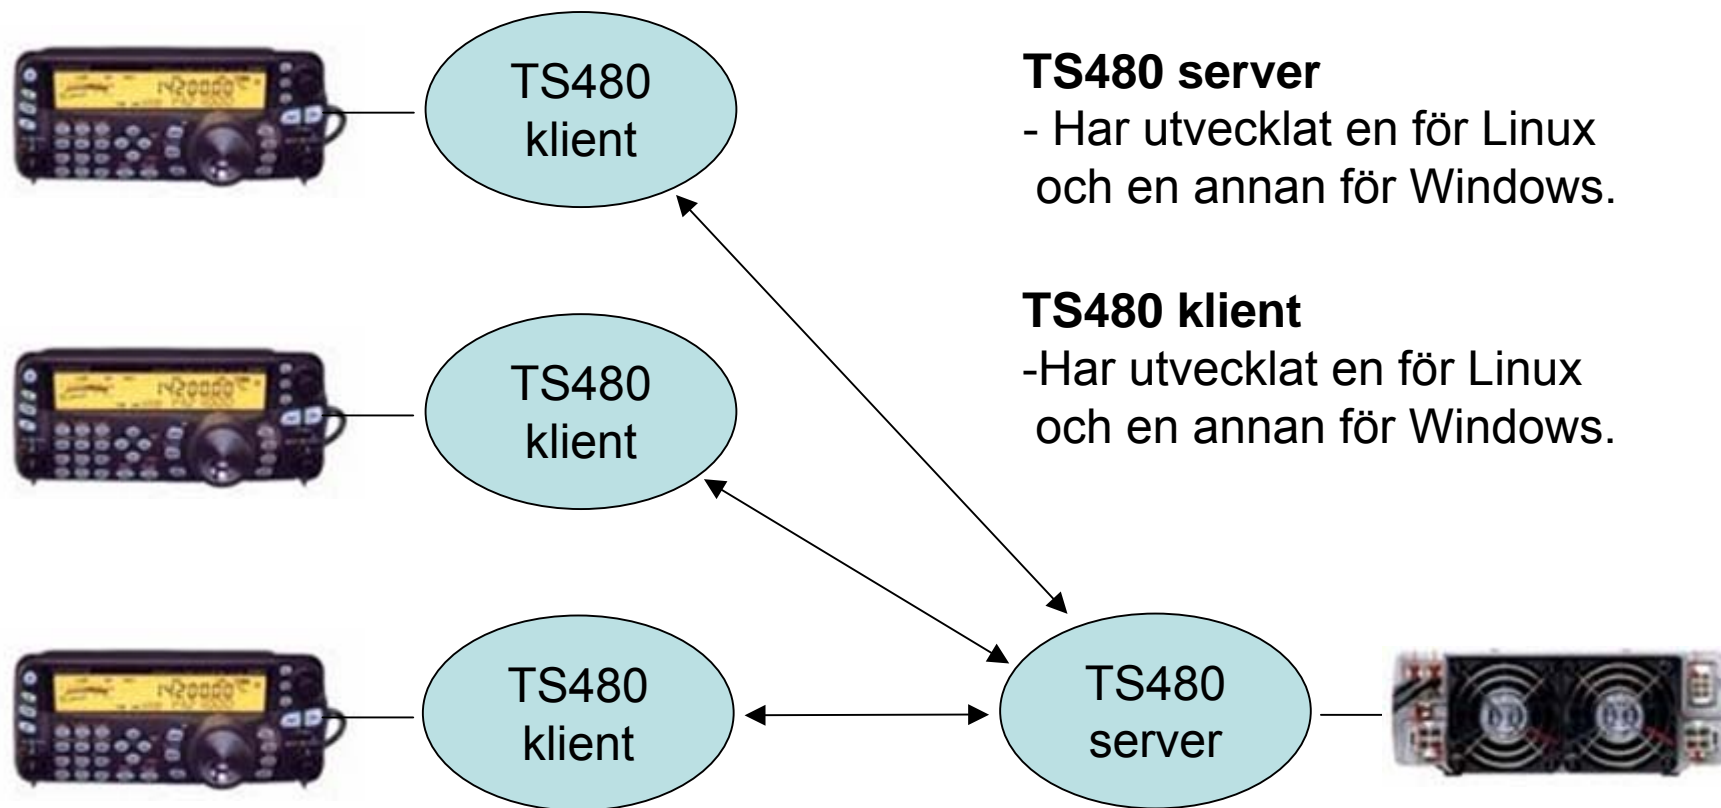 TS480
klient
TS480 server
- Har utvecklat en för Linux
och en annan för Windows.
TS480 klient
-Har utvecklat en för Linux
och en annan för Windows.
TS480
klient
TS480
klient
TS480
server